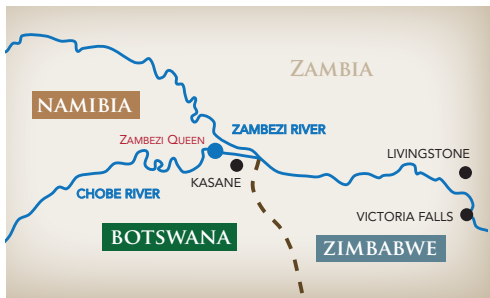 ZAMBIA
NAMIBIA
ZAMBEZI QUEEN
ZAMBEZI RIVER
LIVINGSTONE
KASANE
CHOBE RIVER
VICTORIA FALLS
BOTSWANA
ZIMBABWE